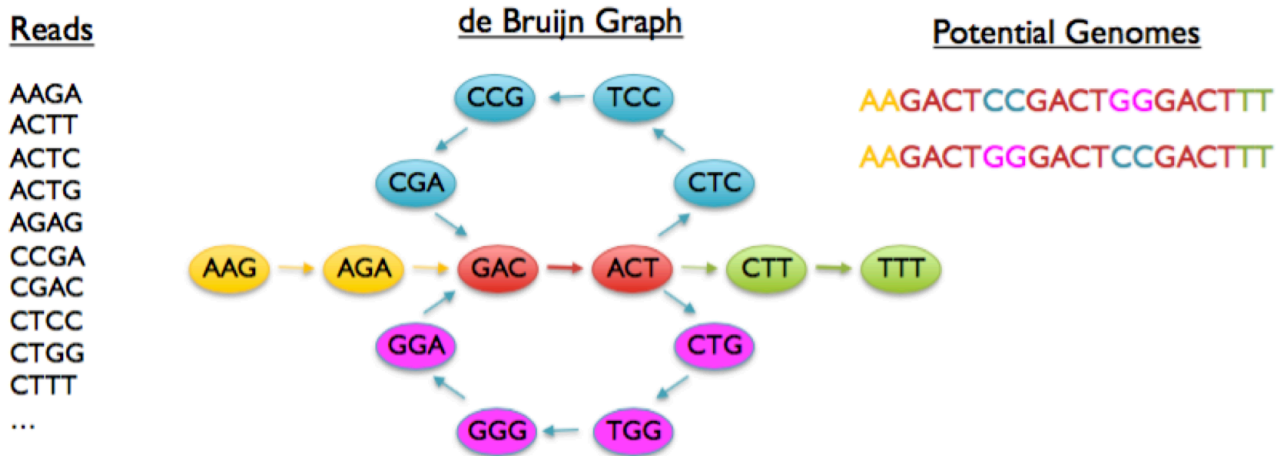 Reads
AAGA
ACTT
ACTC
ACTG
AGAG
CCGA
CGAC
CTCC
CTGG
CTTT
...
de Bruijn Graph
CCG
TCC
CGA
CTC
AAG
AGA
GAC
ACT
CTT
TTT
GGA
CTG
GGG
TGG
Potential Genomes
AAGACTCCGACTGGGACTTT
AAGACTGGGACTCCGACTTT